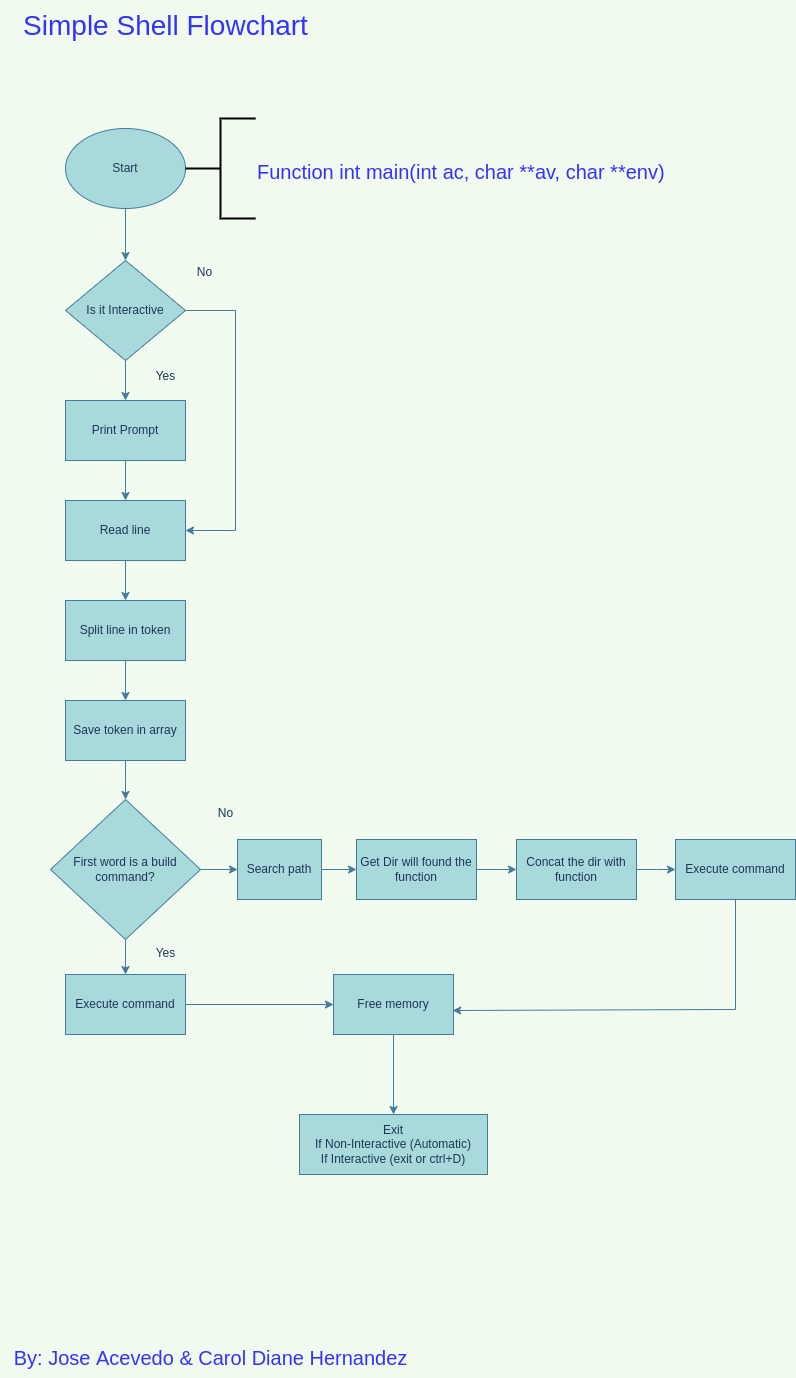 Simple Shell Flowchart
Start
Function int main(int ac, char **av, char **env)
No
Is it Interactive
Yes
Print Prompt
Read line
Split line in token
Save token in array
No
First word is a build
command?
Search path
Get Dir will found the
function
Concat the dir with
function
Execute command
Yes
Execute command
Free memory
Exit
If Non-Interactive (Automatic)
If Interactive (exit or ctrl+D)
By: Jose Acevedo & Carol Diane Hernandez